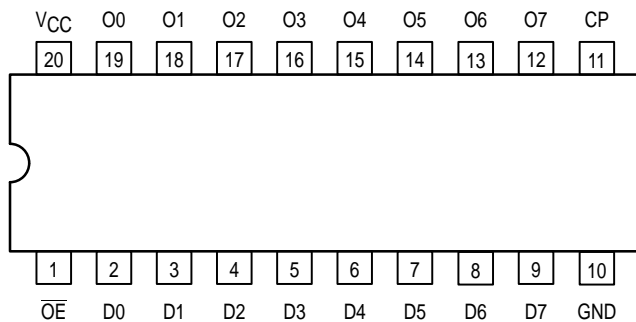 VCC O0 O1 O2 O3 O4 O5 O6 O7 CP
20 19 18 17 16 15 14 13 12 11
1 2 3 4 5 6 7 8 9 10
O̅E̅ D0 D1 D2 D3 D4 D5 D6 D7 GND